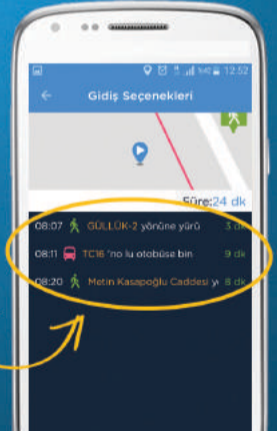 12:52
Gidiş Seçenekleri
Süre:24 dk
08:07 GÜLLÜK-2 yönüne yürü 3 dk
08:11 TC16 'no lu otobüse bin 9 dk
08:20 Metin Kasapoğlu Caddesi 8 dk